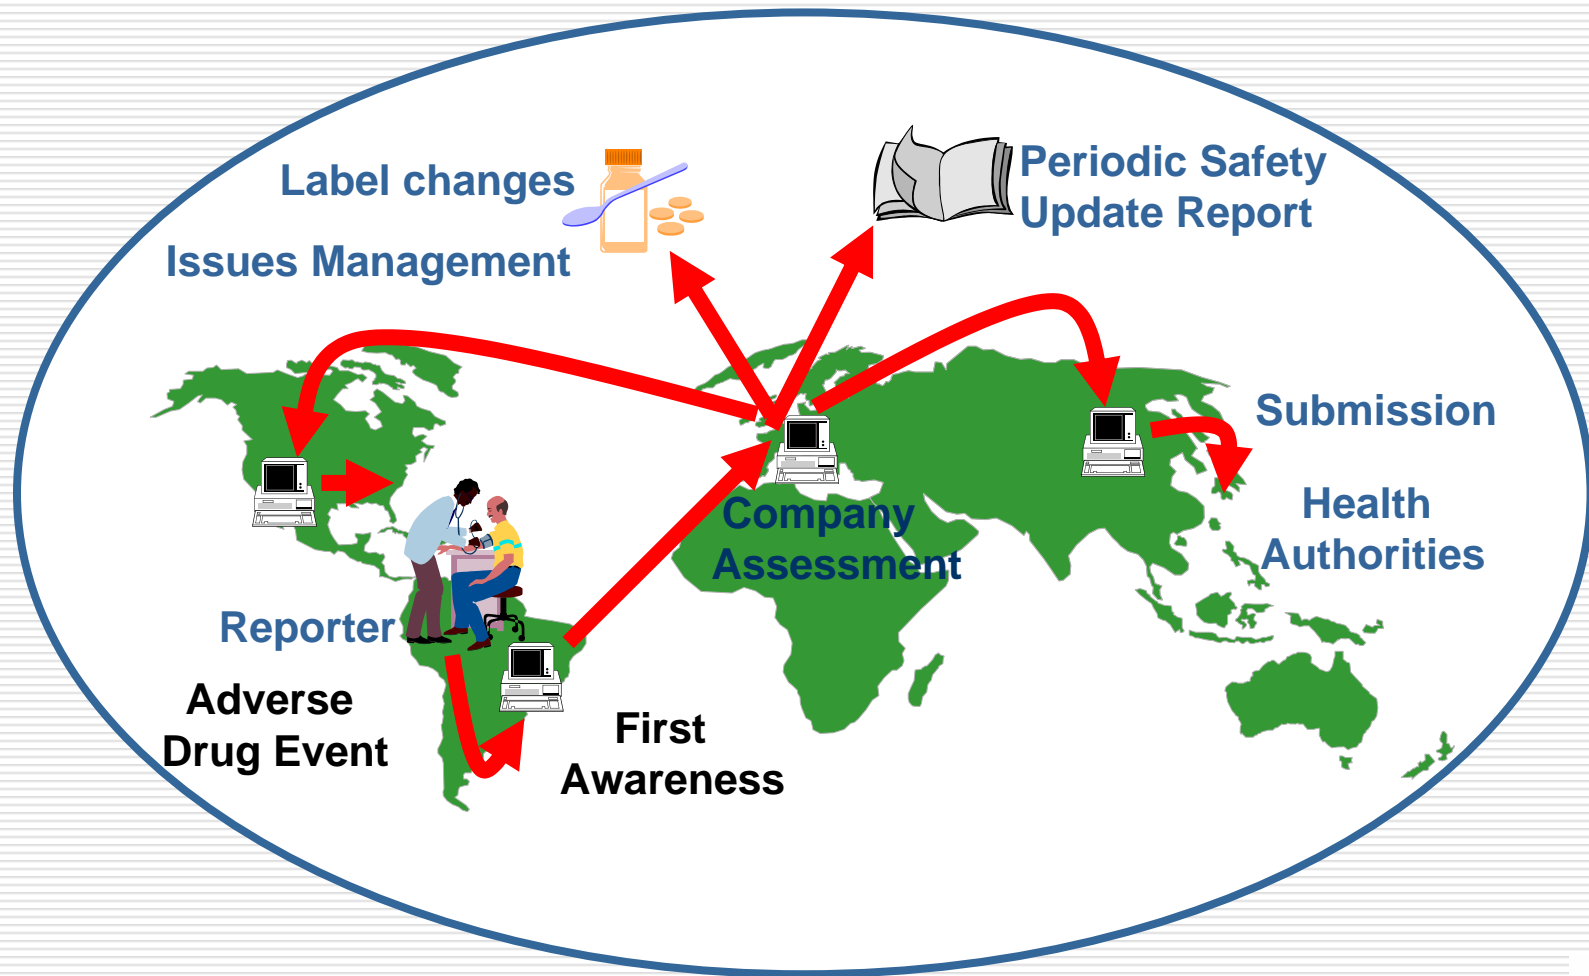 Label changes
Issues Management
Periodic Safety
Update Report
Submission
Health
Authorities
Company
Assessment
Reporter
Adverse
Drug Event
First
Awareness